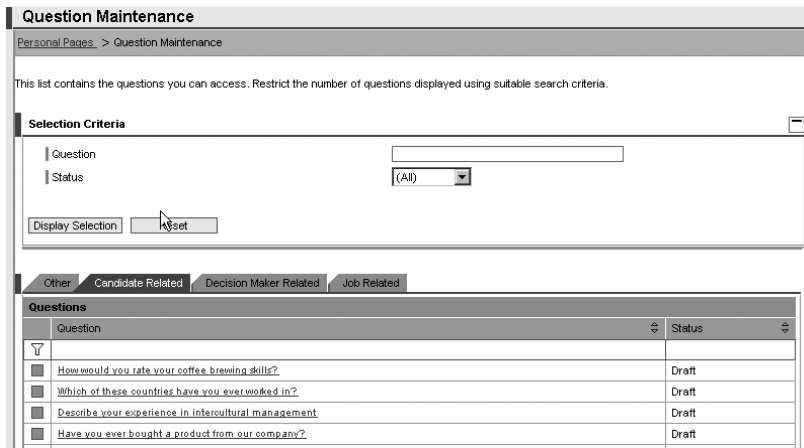 Question Maintenance
Personal Pages > Question Maintenance
This list contains the questions you can access. Restrict the number of questions displayed using suitable search criteria.
Selection Criteria
Question
Status (All)
Display Selection Reset
Other Candidate Related Decision Maker Related Job Related
Questions
Question Status
How would you rate your coffee brewing skills? Draft
Which of these countries have you ever worked in? Draft
Describe your experience in intercultural management Draft
Have you ever bought a product from our company? Draft